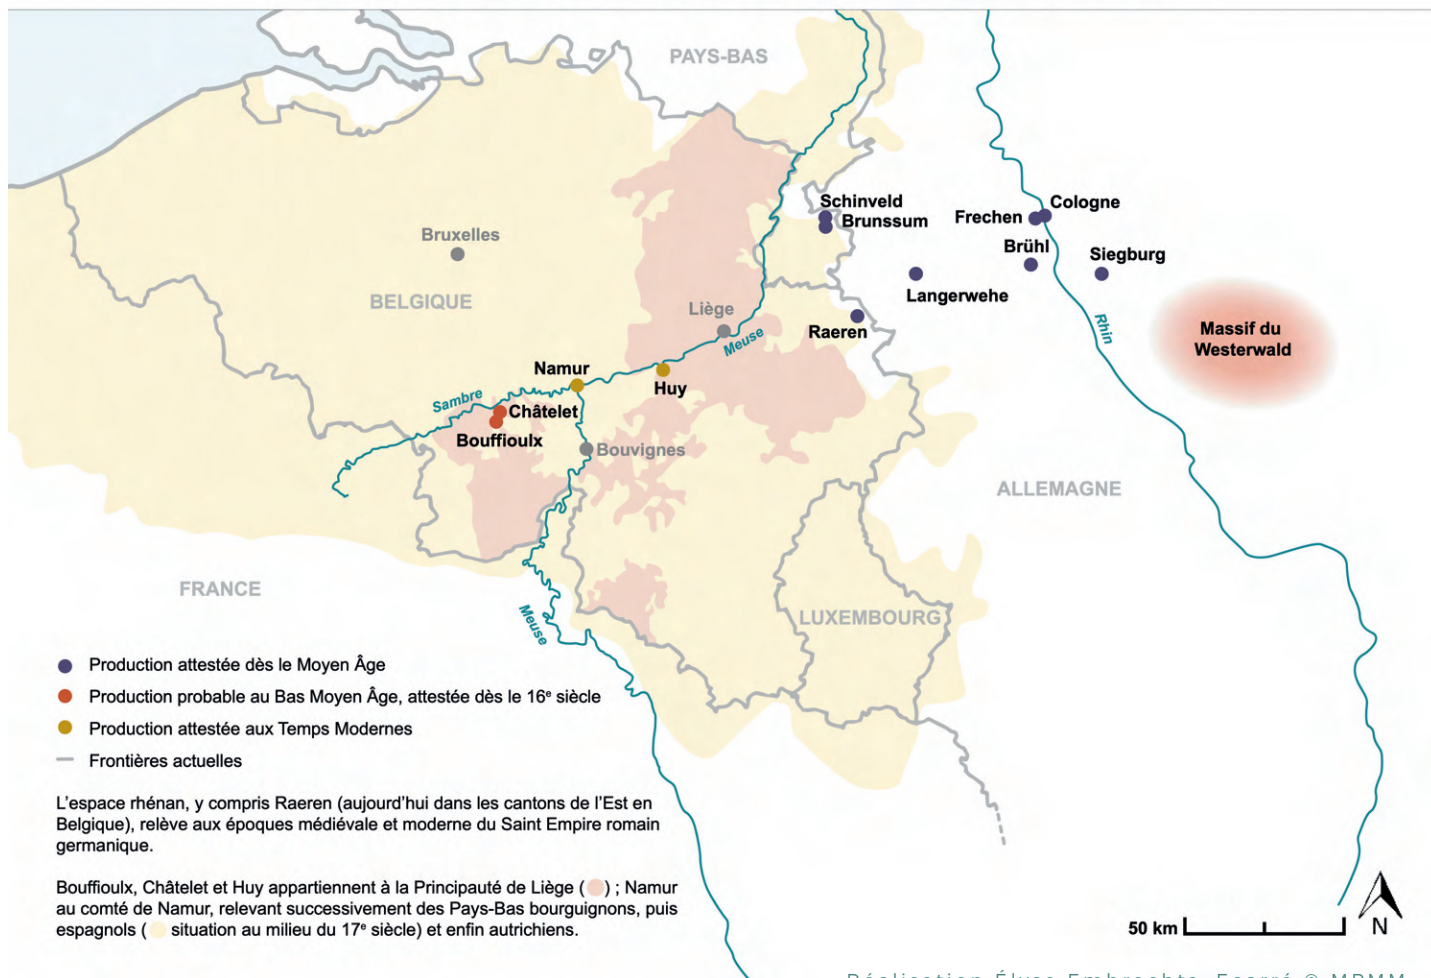 PAYS-BAS
Schinveld
Brunssum
Cologne
Frechen
Bruxelles
Brühl
Siegburg
Langerwehe
BELGIQUE
Liège
Raeren
Meuse
Rhin
Massif du
Westerwald
Namur
Huy
Sambre
Châtelet
Bouffioulx
Bouvignes
ALLEMAGNE
FRANCE
Meuse
LUXEMBOURG
Production attestée dès le Moyen Âge
Production probable au Bas Moyen Âge, attestée dès le 16e siècle
Production attestée aux Temps Modernes
Frontières actuelles
L'espace rhénan, y compris Raeren (aujourd'hui dans les cantons de l'Est en
Belgique), relève aux époques médiévale et moderne du Saint Empire romain
germanique.
Bouffioulx, Châtelet et Huy appartiennent à la Principauté de Liège ( ) ; Namur
au comté de Namur, relevant successivement des Pays-Bas bourguignons, puis
espagnols ( situation au milieu du 17e siècle) et enfin autrichiens.
50 km
N